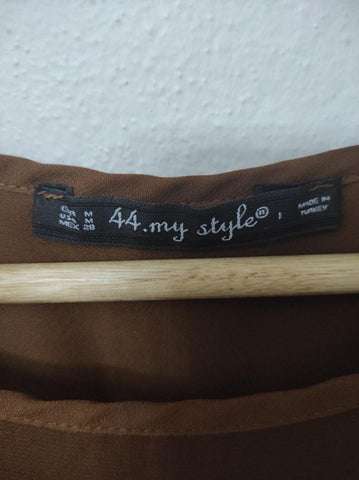 EUR M
USA M
MEX 28
44.my style®
I
MADE IN
TURKEY